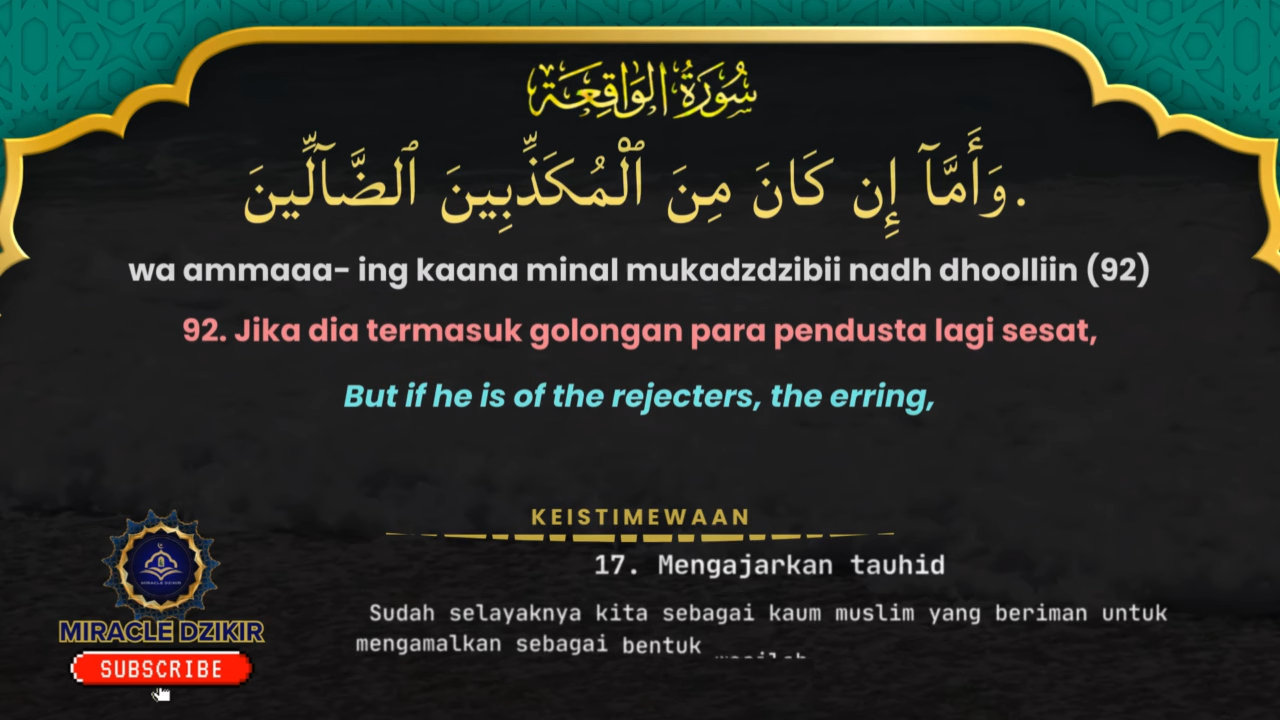 سُورَةُ الوَاقِعَة
.وَأَمَّآ إِن كَانَ مِنَ ٱلْمُكَذِّبِينَ ٱلضَّآلِّينَ
wa ammaaa- ing kaana minal mukadzdzibii nadh dhoolliin (92)
92. Jika dia termasuk golongan para pendusta lagi sesat,
But if he is of the rejecters, the erring,
KEISTIMEWAAN
17. Mengajarkan tauhid
Sudah selayaknya kita sebagai kaum muslim yang beriman untuk
mengamalkan sebagai bentuk
MIRACLE DZIKIR
MIRACLE DZIKIR
SUBSCRIBE